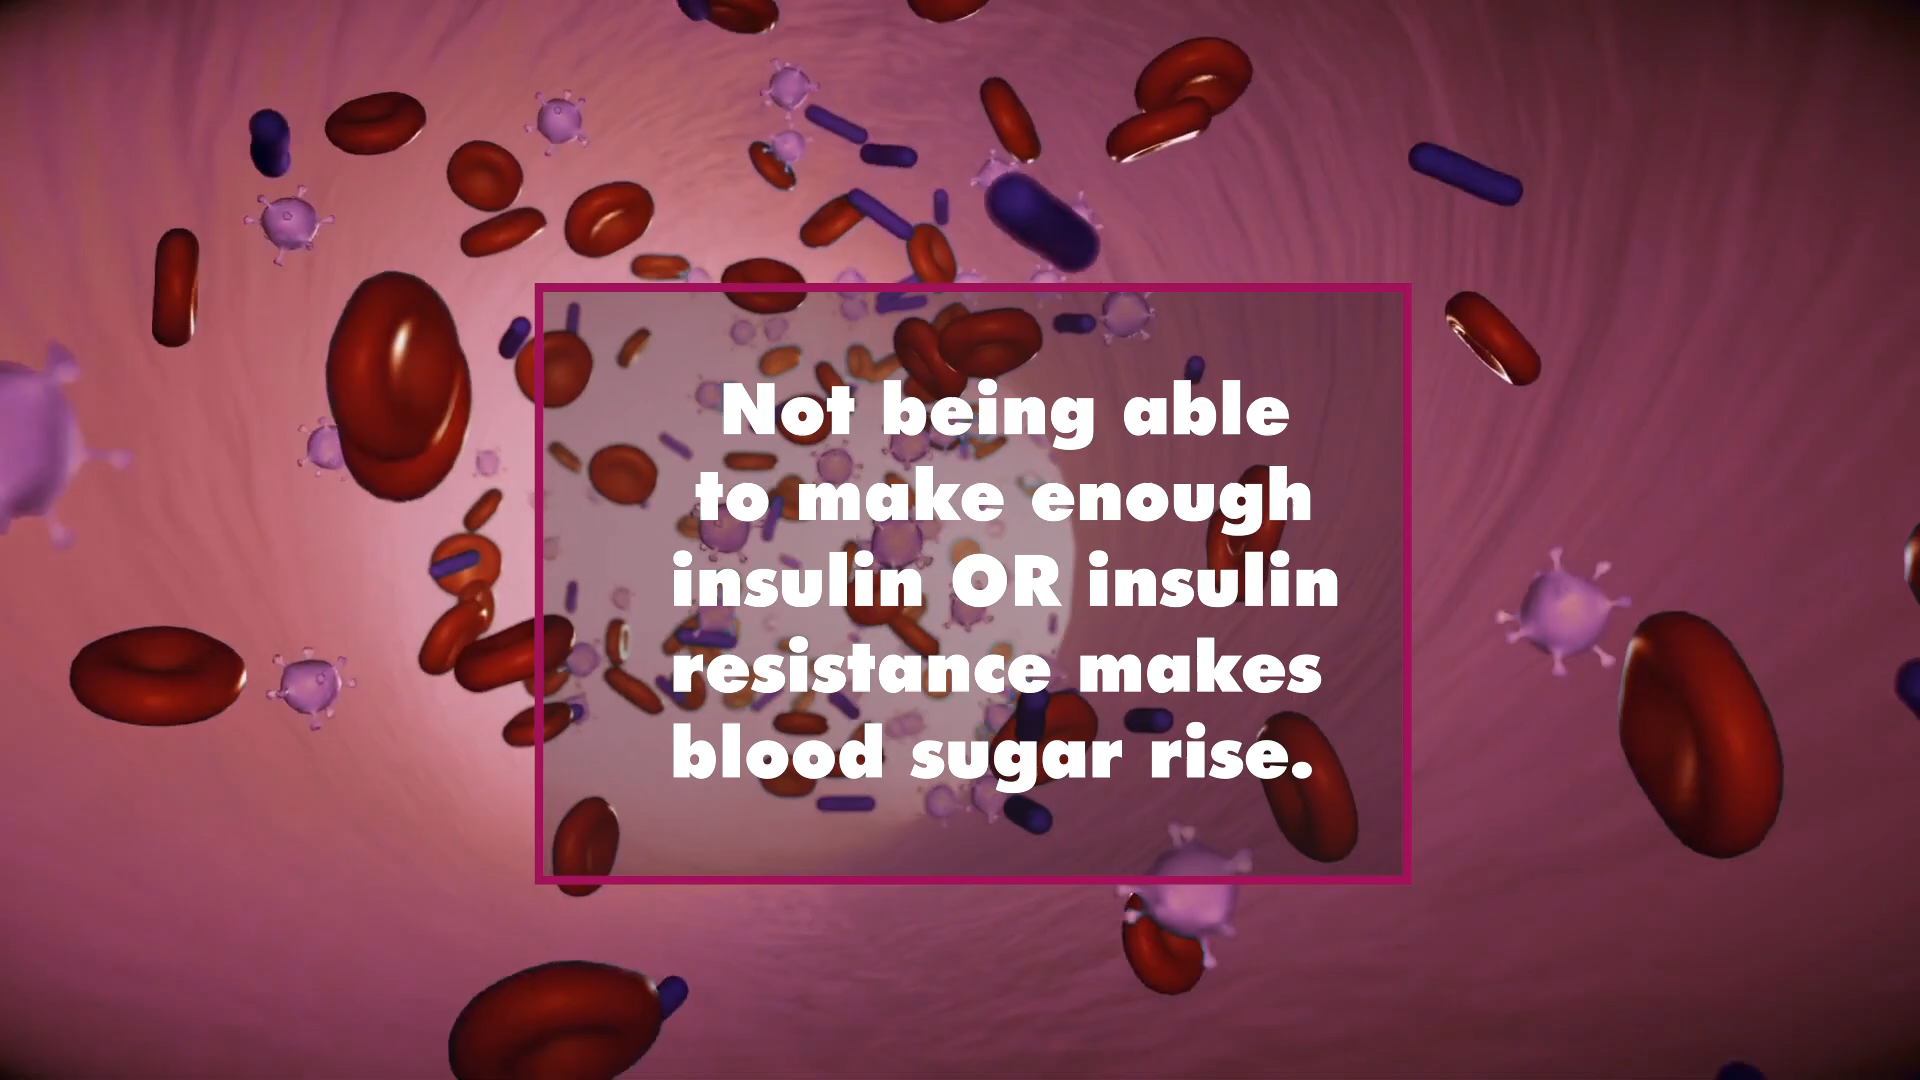 Not being able
to make enough
insulin OR insulin
resistance makes
blood sugar rise.